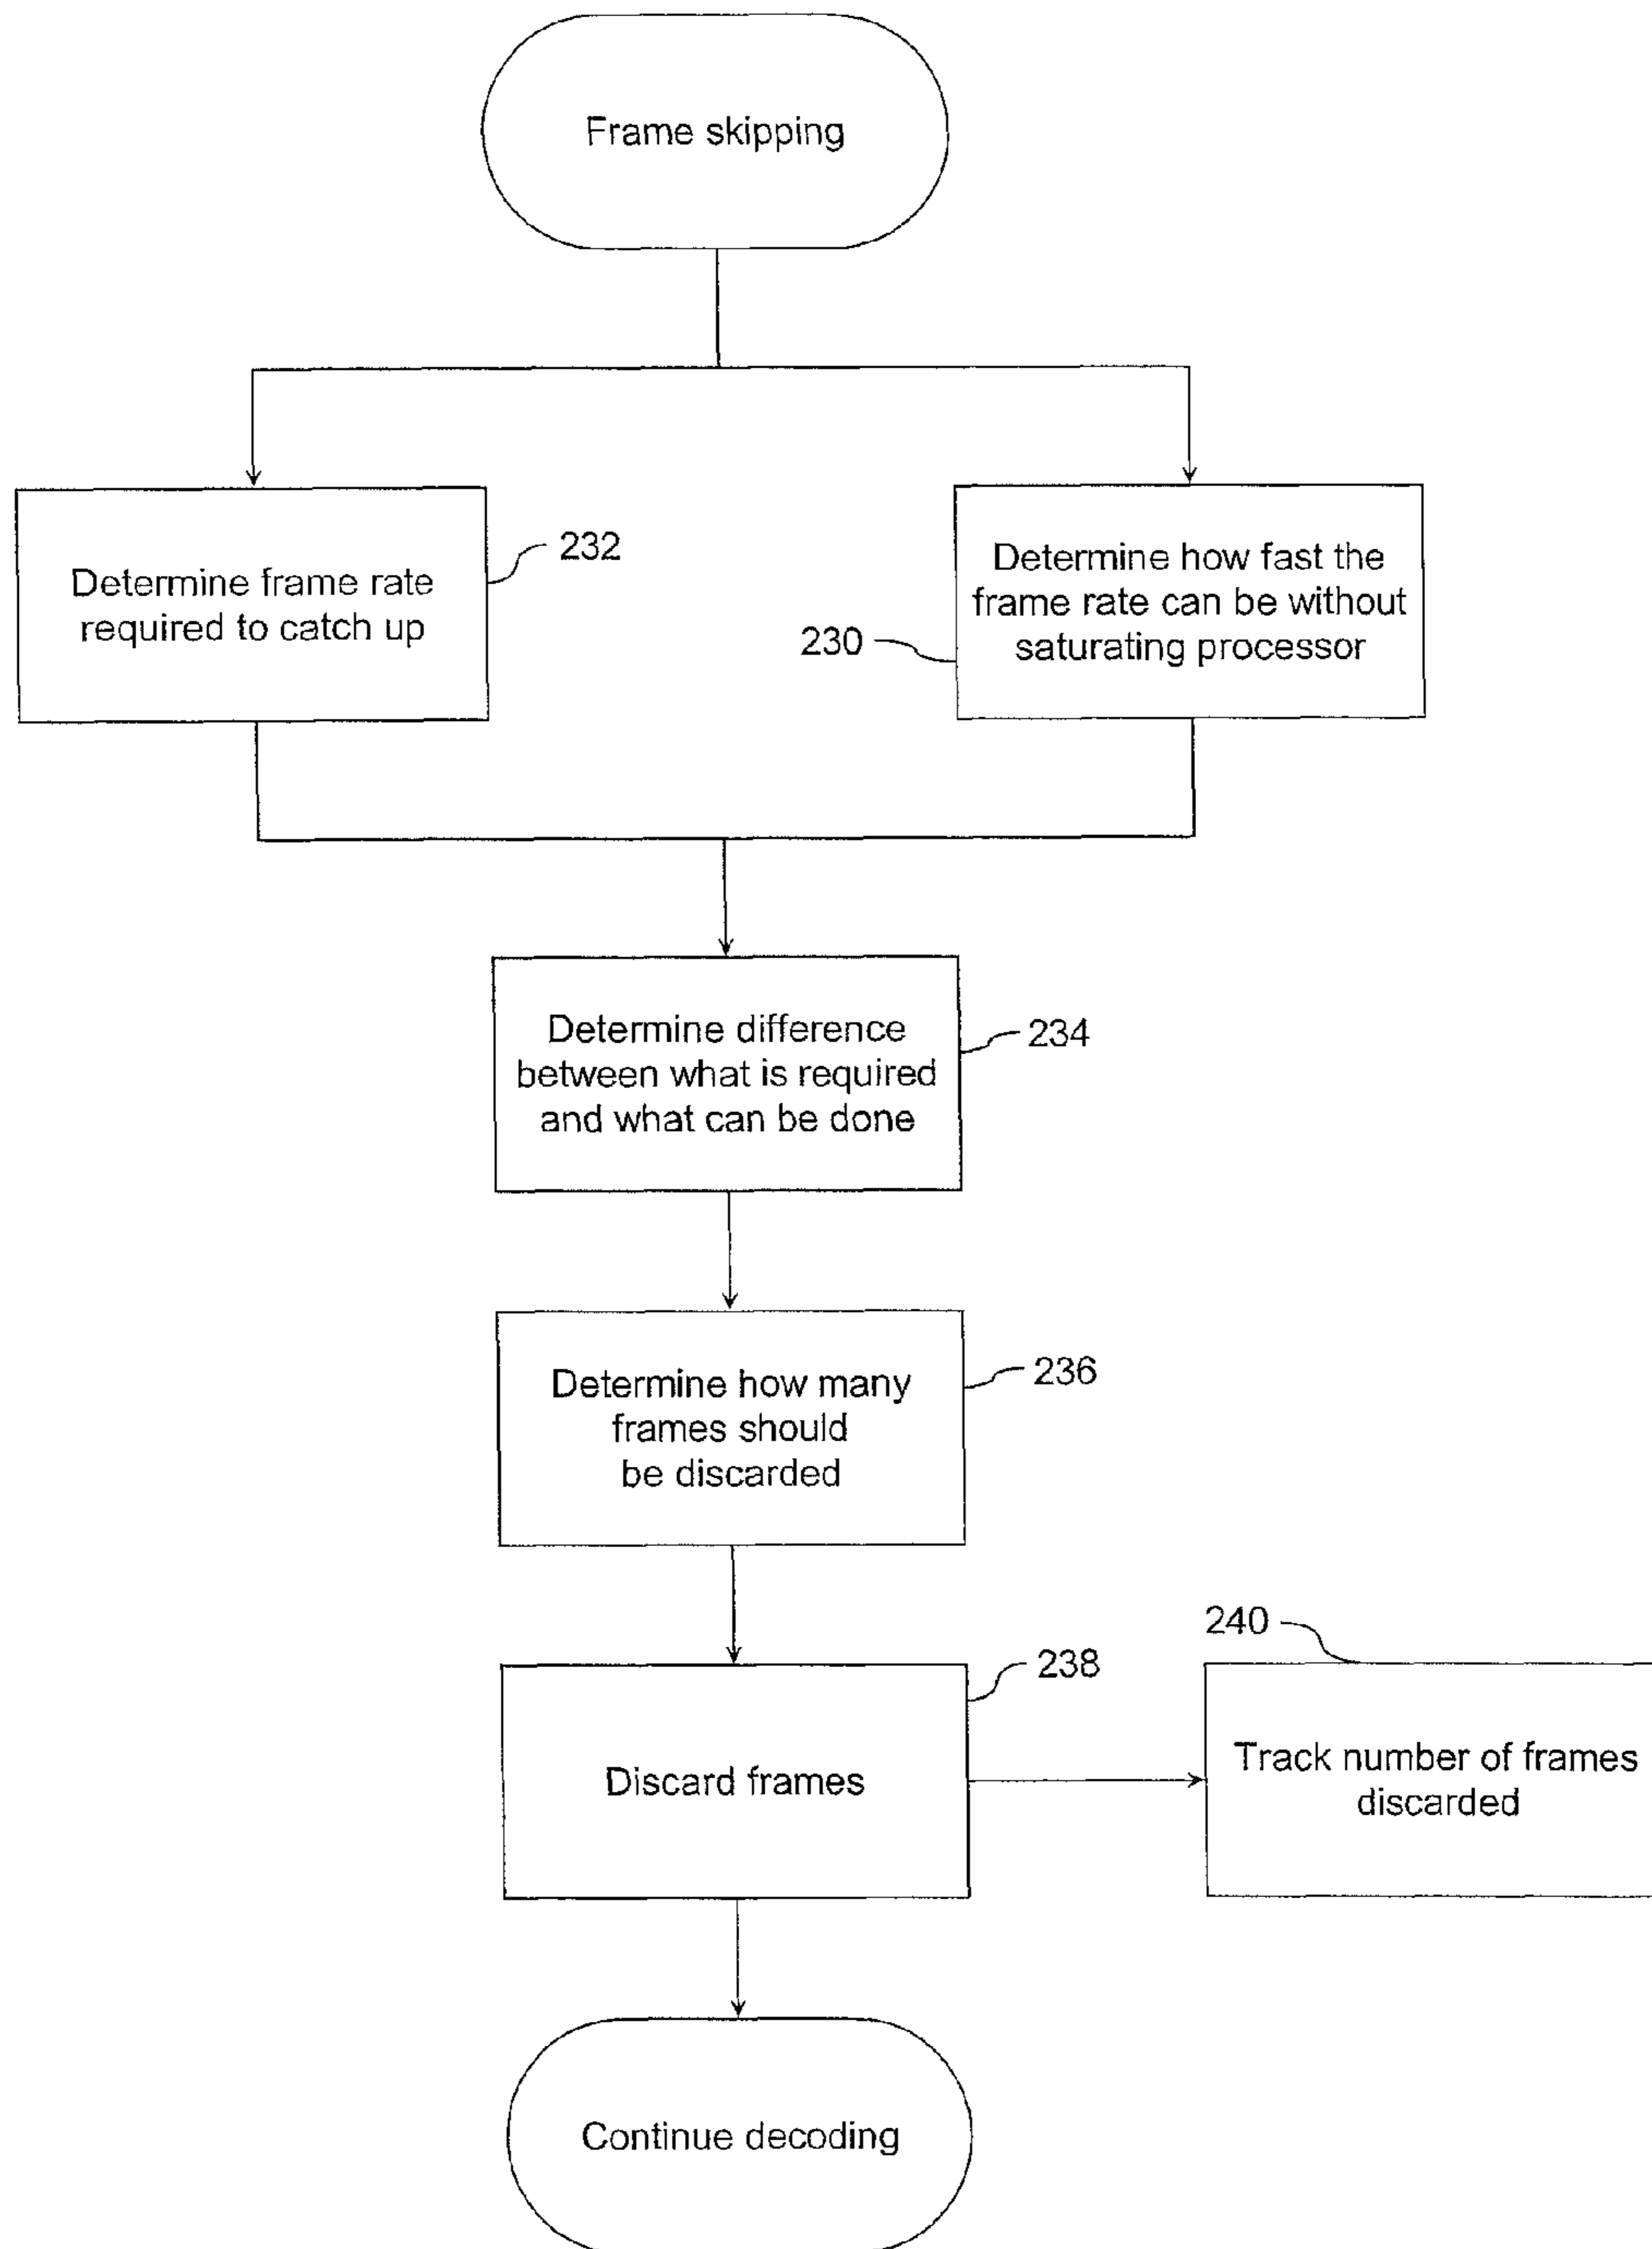 Frame skipping
Determine frame rate
required to catch up
232
Determine how fast the
frame rate can be without
saturating processor
230
Determine difference
between what is required
and what can be done
234
Determine how many
frames should
be discarded
236
Discard frames
238
240
Track number of frames
discarded
Continue decoding